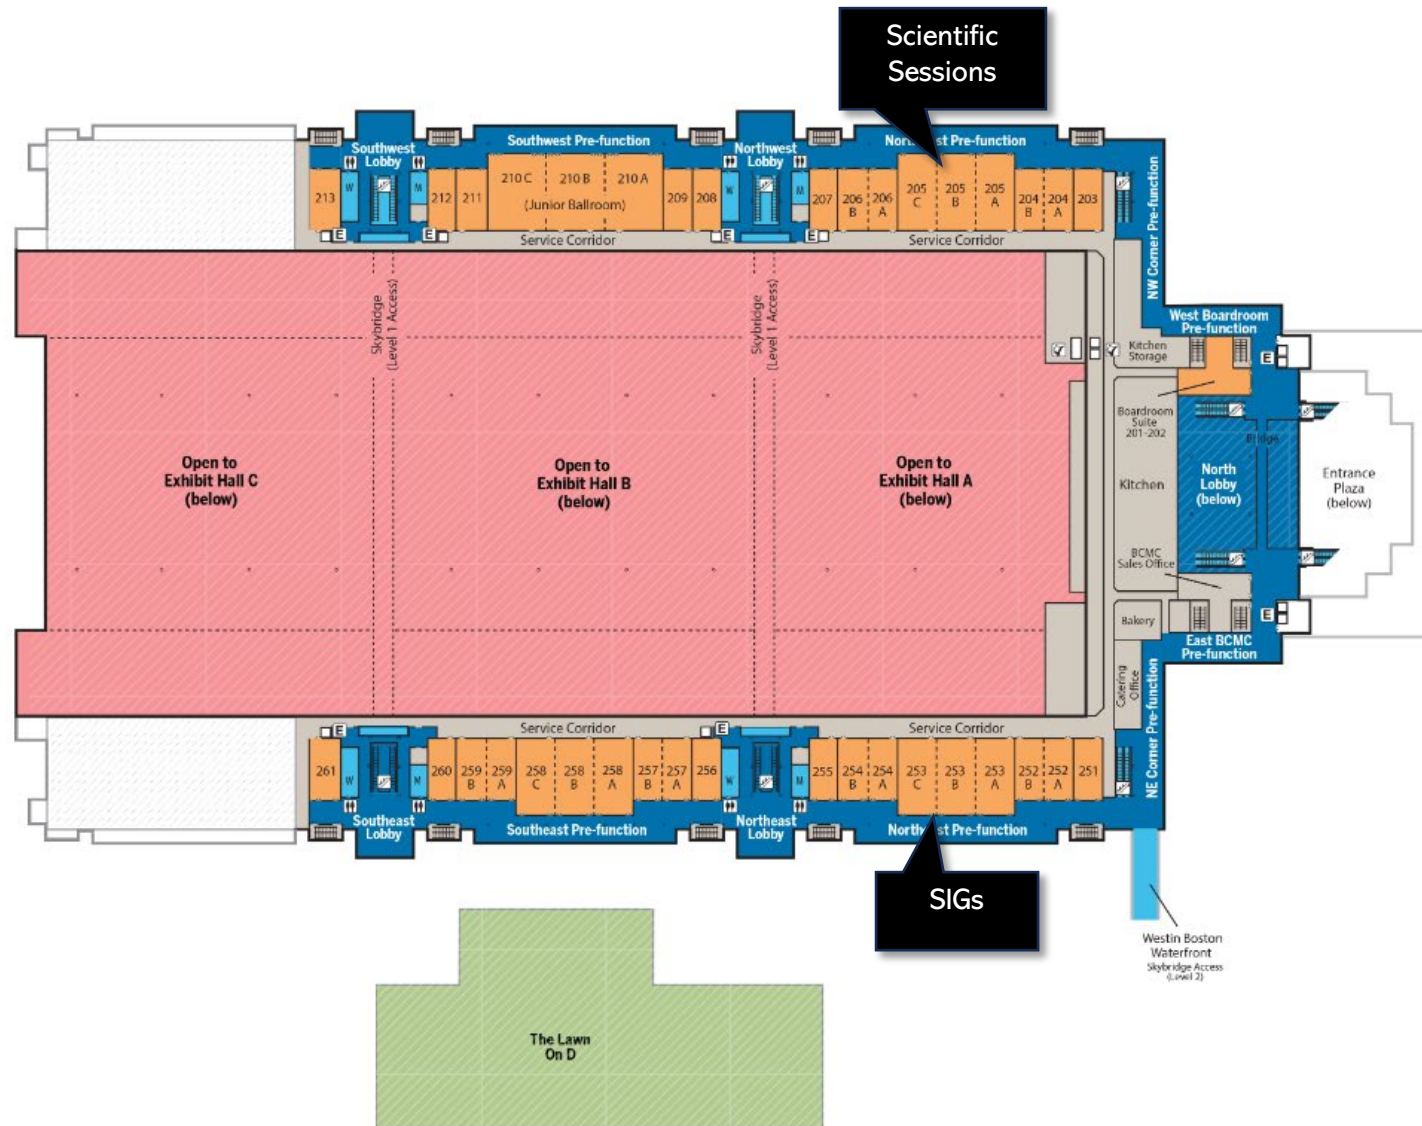 Scientific
Sessions
Southwest Pre-function
Northwest Pre-function
Southwest
Lobby
Northwest
Lobby
213
W
M
212
211
210 C
210 B
210 A
(Junior Ballroom)
209
208
W
M
207
206
B
206
A
205
C
205
B
205
A
204
B
204
A
203
E
E
E
E
Service Corridor
Service Corridor
NW Corner Pre-function
Skybridge
(Level 1 Access)
Skybridge
(Level 1 Access)
West Boardroom
Pre-function
Kitchen
Storage
E
Boardroom
Suite
201-202
Bridge
Open to
Exhibit Hall C
(below)
Open to
Exhibit Hall B
(below)
Open to
Exhibit Hall A
(below)
Kitchen
North
Lobby
(below)
Entrance
Plaza
(below)
BCMC
Sales Office
Bakery
E
East BCMC
Pre-function
Catering
Office
NE Corner Pre-function
Service Corridor
Service Corridor
E
E
261
W
M
260
259
B
259
A
258
C
258
B
258
A
257
B
257
A
256
W
M
255
254
B
254
A
253
C
253
B
253
A
252
B
252
A
251
Southeast
Lobby
Southeast Pre-function
Northeast
Lobby
Northeast Pre-function
SIGs
Westin Boston
Waterfront
Skybridge Access
(Level 2)
The Lawn
On D